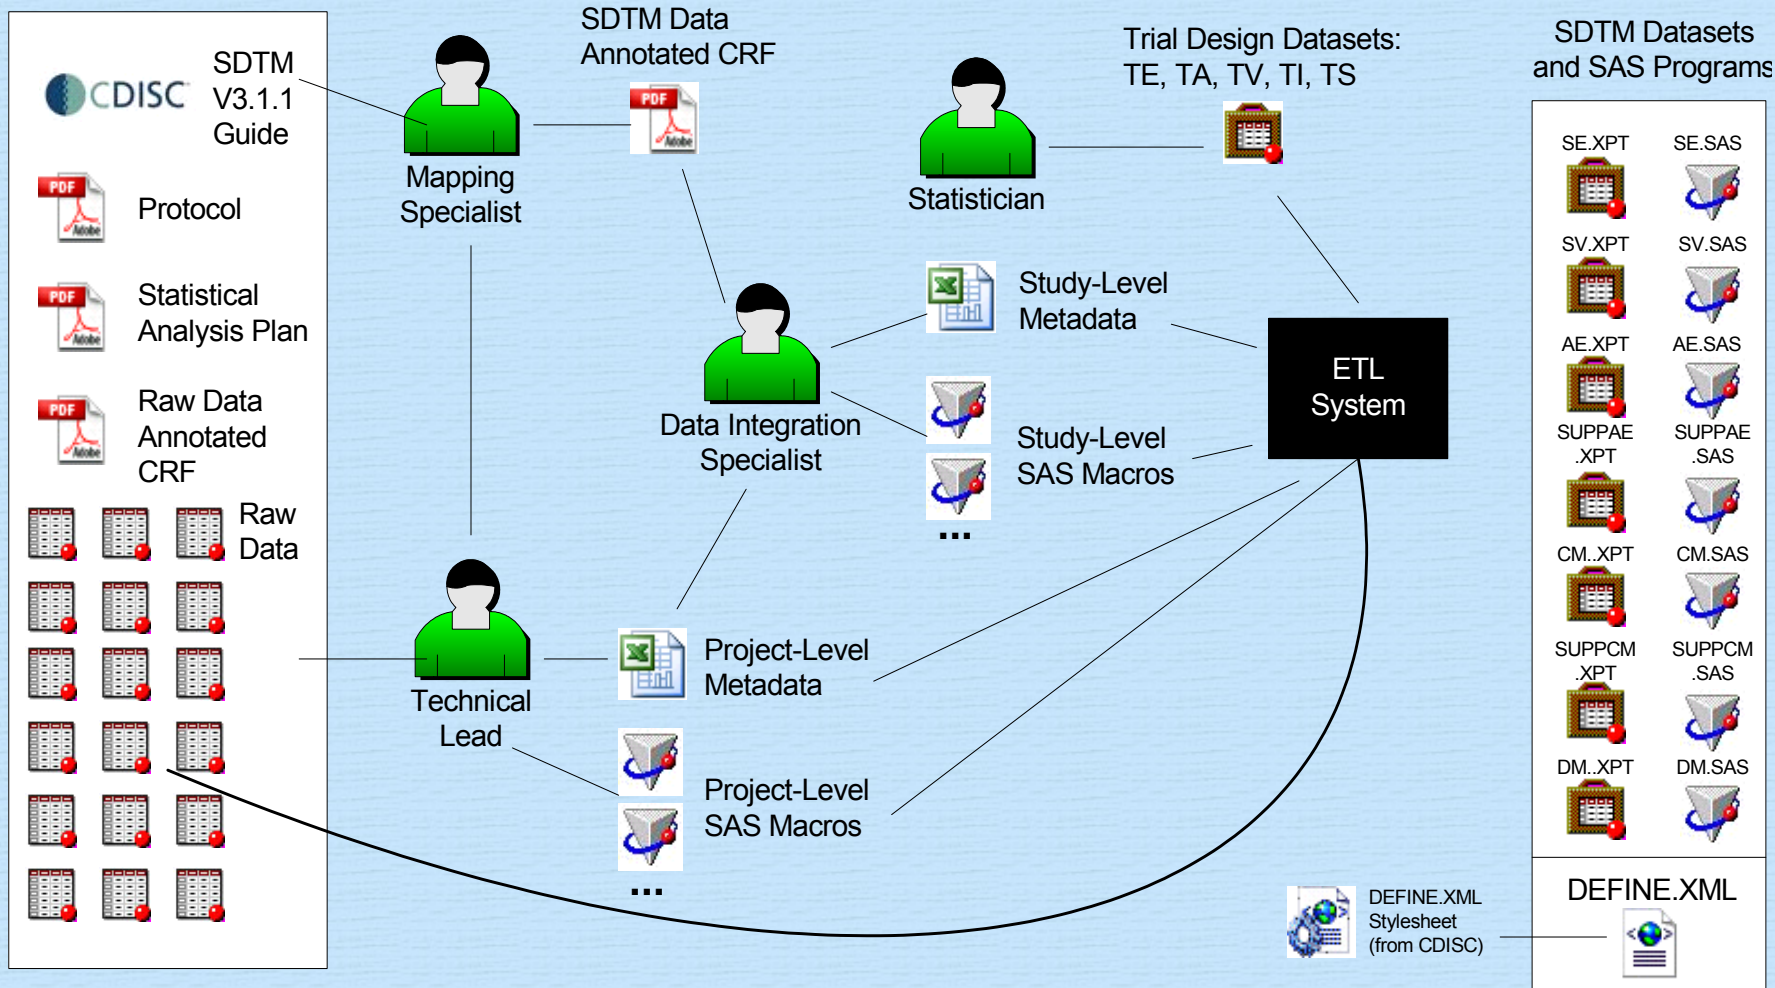 CDISC
SDTM
V3.1.1
Guide
PDF
Adobe
Protocol
PDF
Adobe
Statistical
Analysis Plan
PDF
Adobe
Raw Data
Annotated
CRF
Raw
Data
Mapping
Specialist
SDTM Data
Annotated CRF
PDF
Adobe
Technical
Lead
Data Integration
Specialist
Project-Level
Metadata
Project-Level
SAS Macros
...
Statistician
Trial Design Datasets:
TE, TA, TV, TI, TS
Study-Level
Metadata
Study-Level
SAS Macros
...
ETL
System
SDTM Datasets
and SAS Programs
SE.XPT SE.SAS
SV.XPT SV.SAS
AE.XPT AE.SAS
SUPPAE SUPPAE
.XPT .SAS
CM..XPT CM.SAS
SUPPCM SUPPCM
.XPT .SAS
DM..XPT DM.SAS
DEFINE.XML
Stylesheet
(from CDISC)
DEFINE.XML